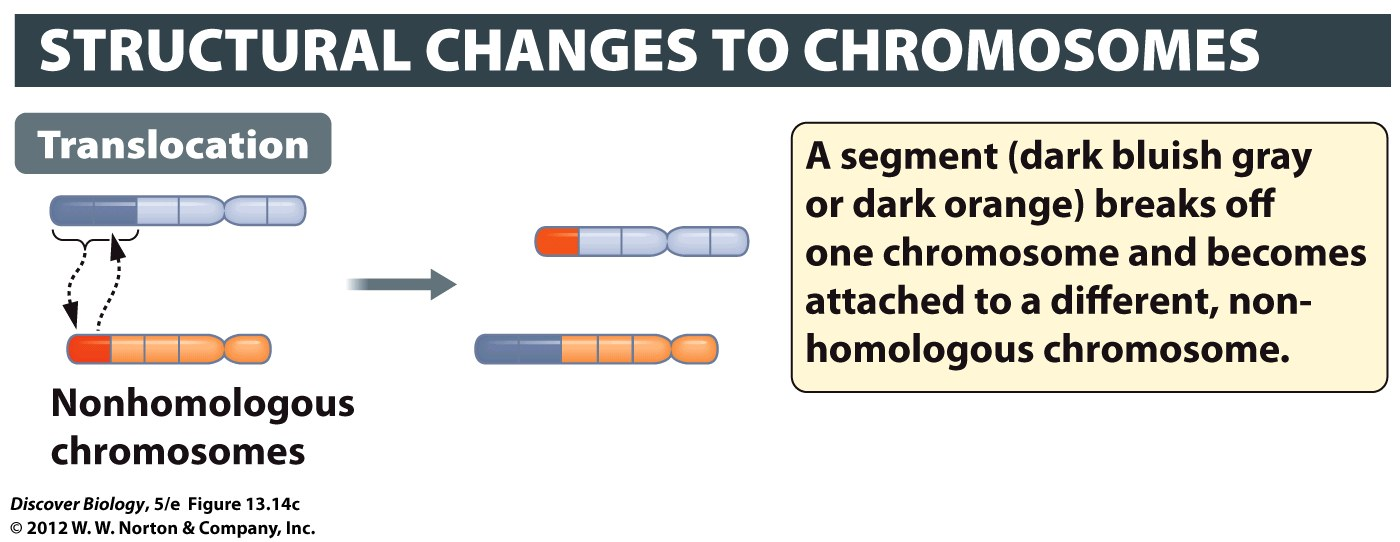 STRUCTURAL CHANGES TO CHROMOSOMES
Translocation
Nonhomologous
chromosomes
A segment (dark bluish gray
or dark orange) breaks off
one chromosome and becomes
attached to a different, non-
homologous chromosome.
Discover Biology, 5/e Figure 13.14c
© 2012 W. W. Norton & Company, Inc.